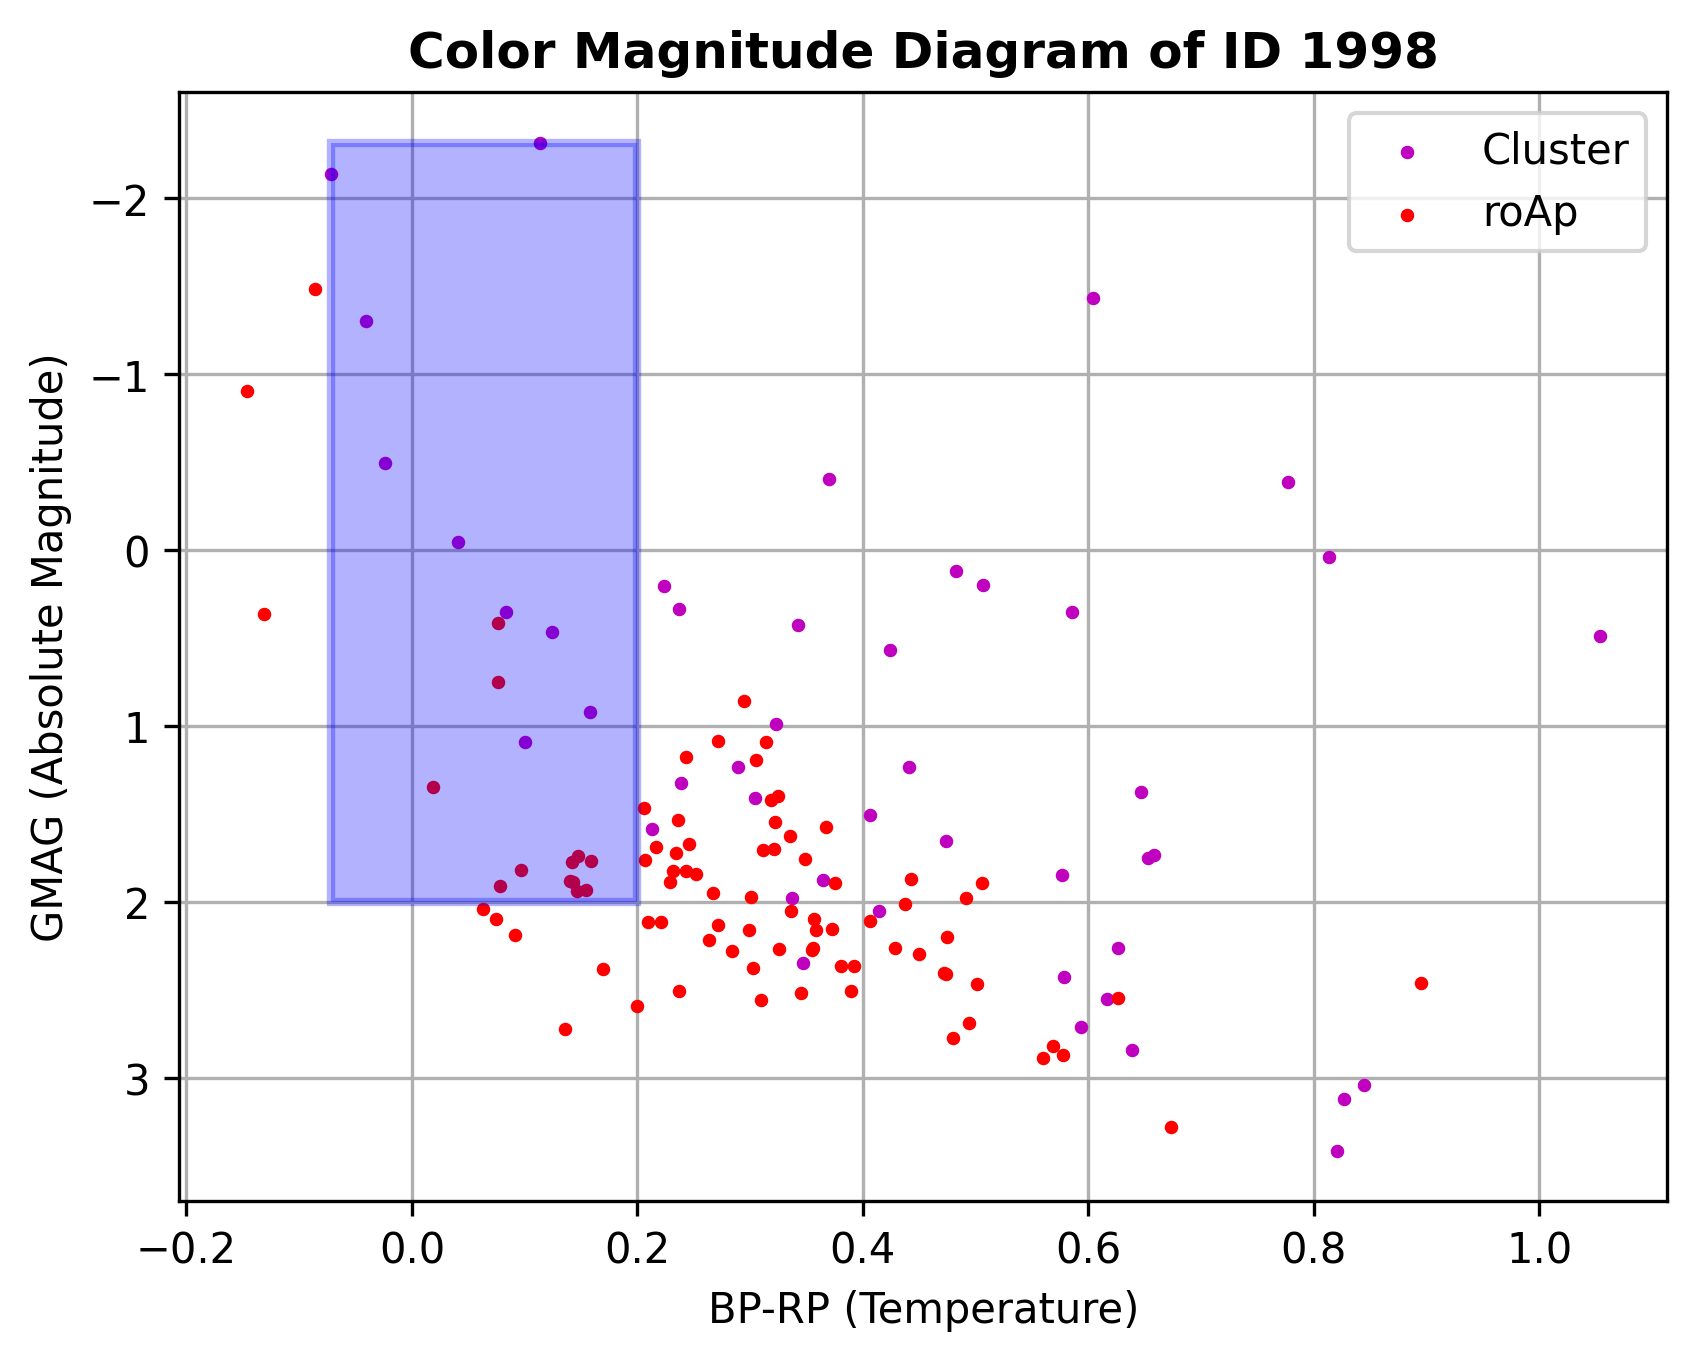 Color Magnitude Diagram of ID 1998
Cluster
roAp
−2
−1
0
1
2
3
GMAG (Absolute Magnitude)
−0.2 0.0 0.2 0.4 0.6 0.8 1.0
BP-RP (Temperature)